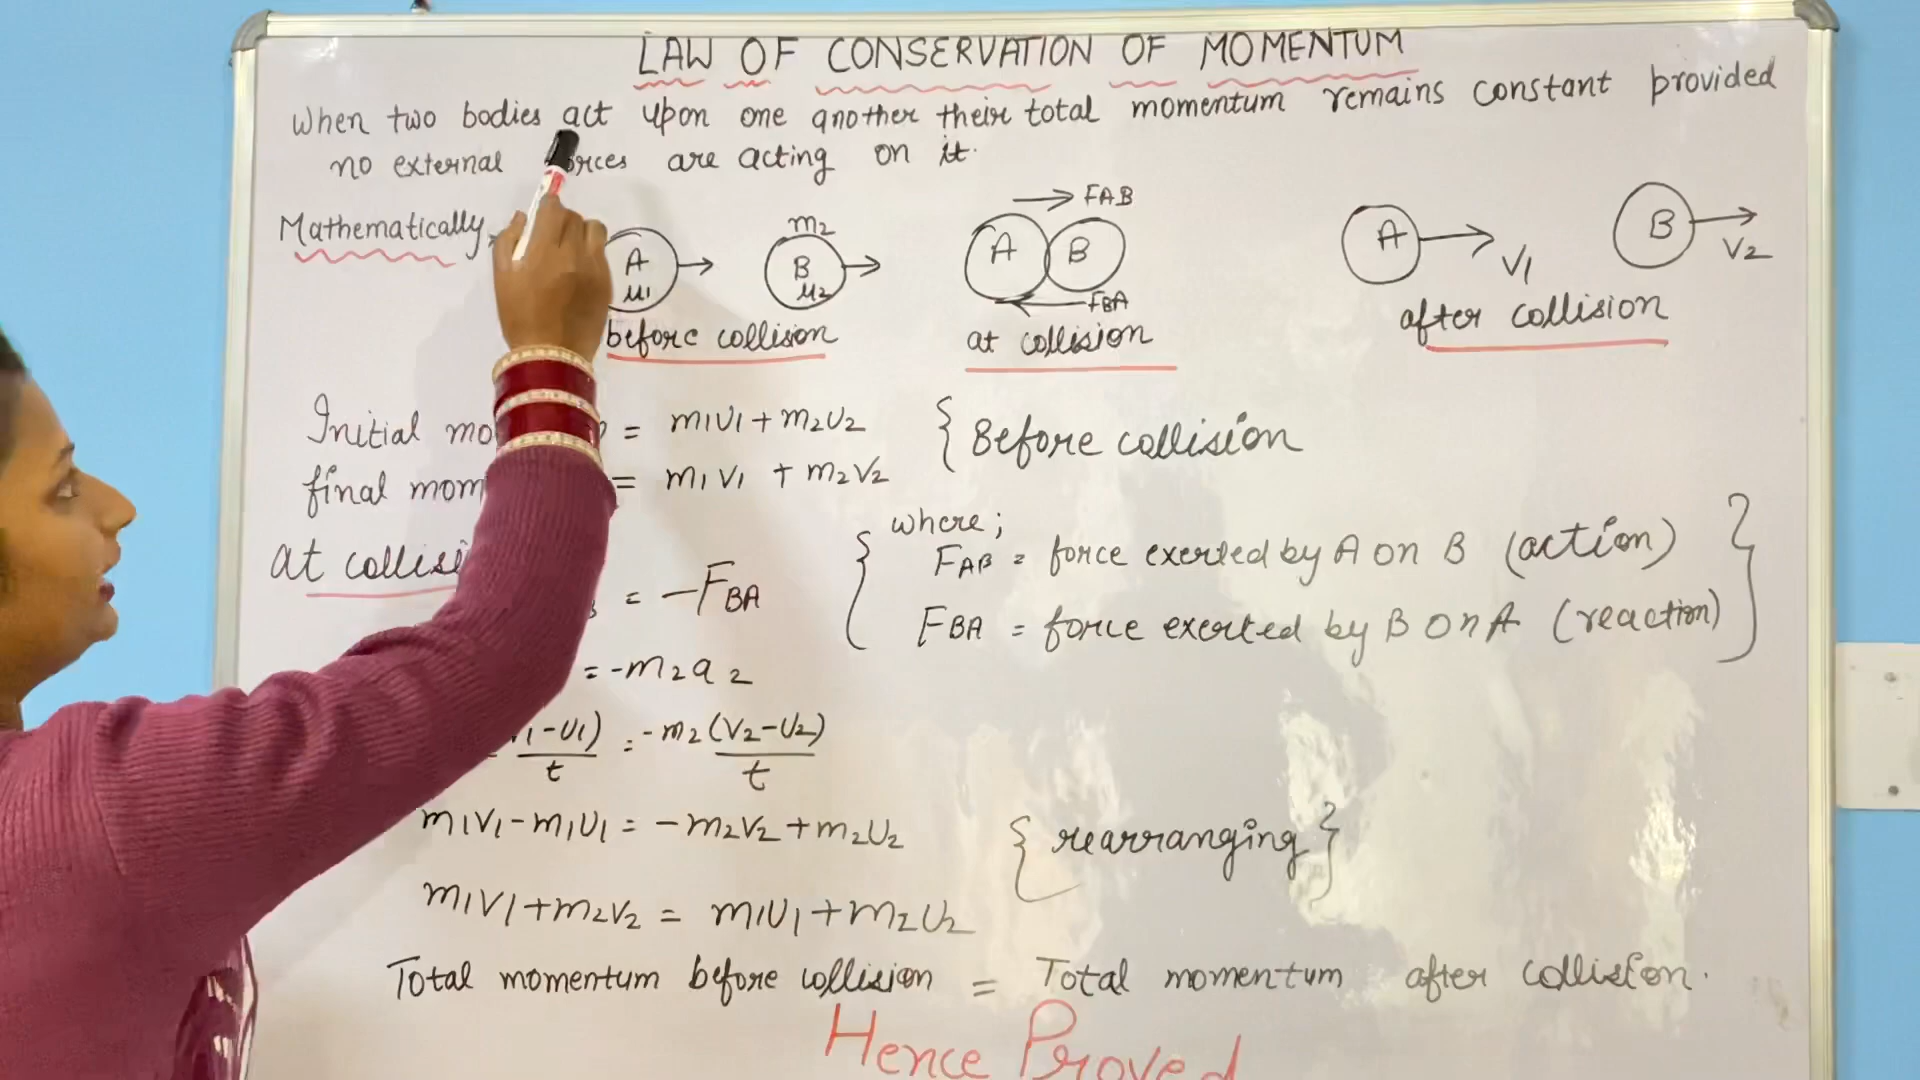 LAW OF CONSERVATION OF MOMENTUM
When two bodies act upon one another their total momentum remains constant provided
no external forces are acting on it.
Mathematically,
A u1
m2
B u2
before collision
FAB
A B
FBA
at collision
A V1
B V2
after collision
Initial = m1U1 + m2U2 { Before collision
final = m1V1 + m2V2
at collisi
= -FBA
{ where;
FAB = force exerted by A on B (action)
FBA = force exerted by B on A (reaction) }
= -m2a2
-U1)/t = -m2(V2-U2)/t
m1V1 - m1U1 = -m2V2 + m2U2 { rearranging }
m1V1 + m2V2 = m1U1 + m2U2
Total momentum before collision = Total momentum after collision.
Hence Proved